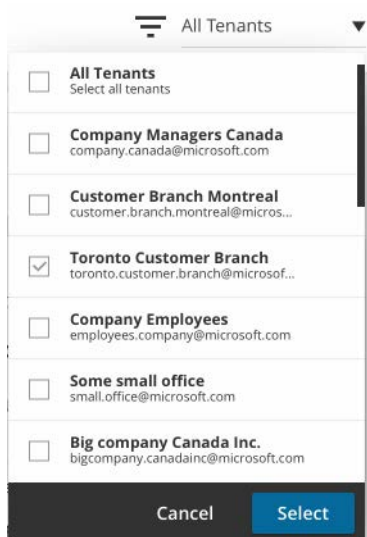 All Tenants
All Tenants
Select all tenants
Company Managers Canada
company.canada@microsoft.com
Customer Branch Montreal
customer.branch.montreal@micros...
Toronto Customer Branch
toronto.customer.branch@microsof...
Company Employees
employees.company@microsoft.com
Some small office
small.office@microsoft.com
Big company Canada Inc.
bigcompany.canadainc@microsoft.com
Cancel Select